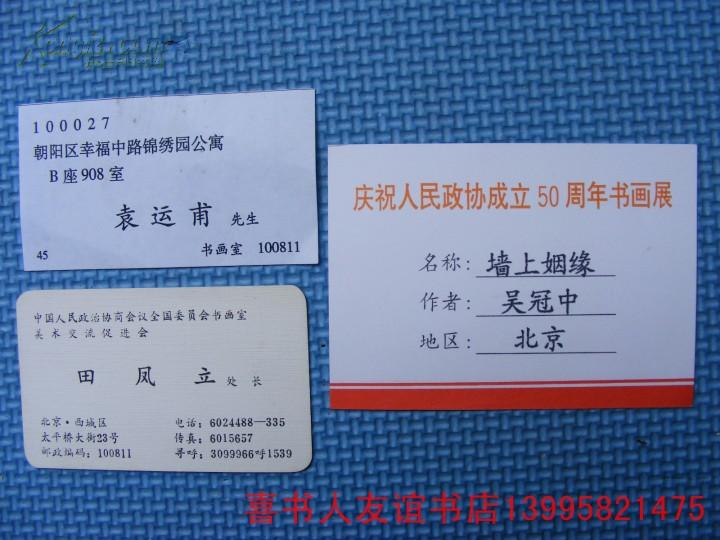 100027
朝阳区幸福中路锦绣园公寓
B座908室
袁运甫 先生
45
书画室 100811
中国人民政治协商会议全国委员会书画室
美术交流促进会
田凤立 处长
北京·西城区
太平桥大街23号
邮政编码：100811
电话：6024488—335
传真：6015657
寻呼：3099966呼1539
庆祝人民政协成立50周年书画展
名称：墙上姻缘
作者：吴冠中
地区：北京
喜书人友谊书店13995821475